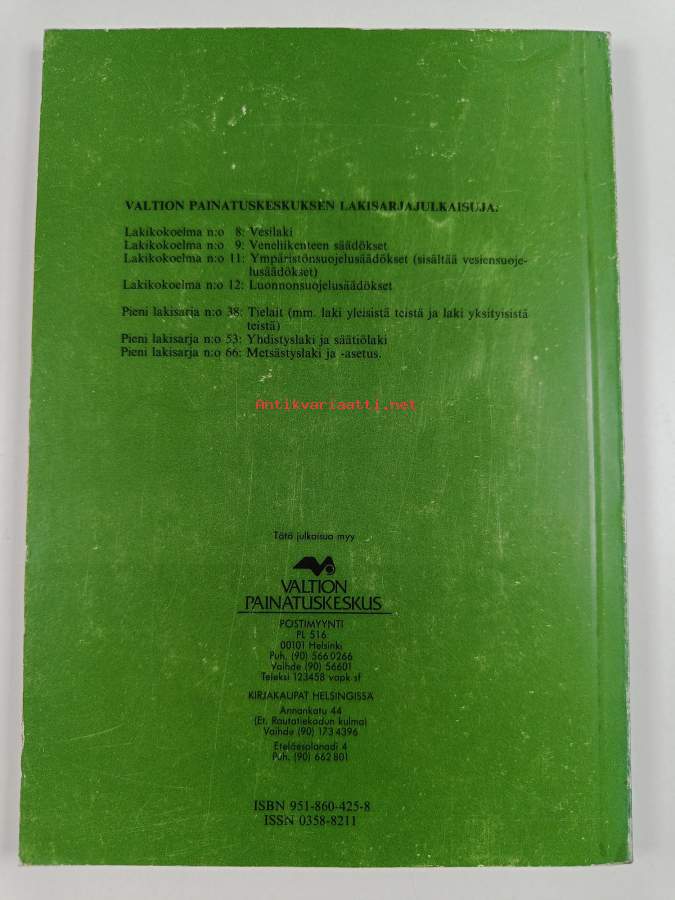 VALTION PAINATUSKESKUKSEN LAKISARJAJULKAISUJA:
Lakikokoelma n:o 8: Vesilaki
Lakikokoelma n:o 9: Veneliikenteen säädökset
Lakikokoelma n:o 11: Ympäristönsuojelusäädökset (sisältää vesiensuoje-
lusäädökset)
Lakikokoelma n:o 12: Luonnonsuojelusäädökset
Pieni lakisarja n:o 38: Tielait (mm. laki yleisistä teistä ja laki yksityisistä
teistä)
Pieni lakisarja n:o 53: Yhdistyslaki ja säätiölaki
Pieni lakisarja n:o 66: Metsästyslaki ja -asetus.
Antikvariaatti.net
Tätä julkaisua myy
VALTION
PAINATUSKESKUS
POSTIMYYNTI
PL 516
00101 Helsinki
Puh. (90) 566 0266
Vaihde (90) 56601
Teleksi 123458 vapk sf
KIRJAKAUPAT HELSINGISSÄ
Annankatu 44
(Et. Rautatiekadun kulma)
Vaihde (90) 173 4396
Eteläesplanadi 4
Puh. (90) 662 801
ISBN 951-860-425-8
ISSN 0358-8211